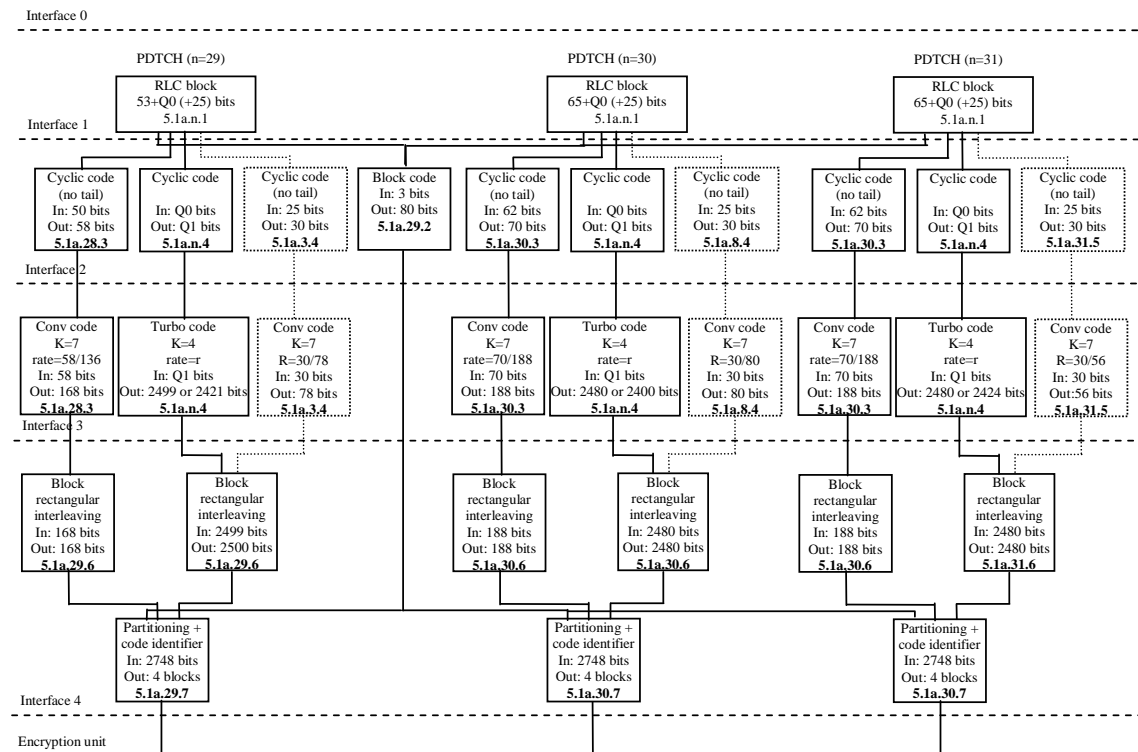 Interface 0
PDTCH (n=29)
PDTCH (n=30)
PDTCH (n=31)
RLC block
53+Q0 (+25) bits
5.1a.n.1
RLC block
65+Q0 (+25) bits
5.1a.n.1
RLC block
65+Q0 (+25) bits
5.1a.n.1
Interface 1
Cyclic code
(no tail)
In: 50 bits
Out: 58 bits
5.1a.28.3
Cyclic code
In: Q0 bits
Out: Q1 bits
5.1a.n.4
Cyclic code
(no tail)
In: 25 bits
Out: 30 bits
5.1a.3.4
Block code
In: 3 bits
Out: 80 bits
5.1a.29.2
Cyclic code
(no tail)
In: 62 bits
Out: 70 bits
5.1a.30.3
Cyclic code
In: Q0 bits
Out: Q1 bits
5.1a.n.4
Cyclic code
(no tail)
In: 25 bits
Out: 30 bits
5.1a.8.4
Cyclic code
(no tail)
In: 62 bits
Out: 70 bits
5.1a.30.3
Cyclic code
In: Q0 bits
Out: Q1 bits
5.1a.n.4
Cyclic code
(no tail)
In: 25 bits
Out: 30 bits
5.1a.31.5
Interface 2
Conv code
K=7
rate=58/136
In: 58 bits
Out: 168 bits
5.1a.28.3
Turbo code
K=4
rate=r
In: Q1 bits
Out: 2499 or 2421 bits
5.1a.n.4
Conv code
K=7
R=30/78
In: 30 bits
Out: 78 bits
5.1a.3.4
Conv code
K=7
rate=70/188
In: 70 bits
Out: 188 bits
5.1a.30.3
Turbo code
K=4
rate=r
In: Q1 bits
Out: 2480 or 2400 bits
5.1a.n.4
Conv code
K=7
R=30/80
In: 30 bits
Out: 80 bits
5.1a.8.4
Conv code
K=7
rate=70/188
In: 70 bits
Out: 188 bits
5.1a.30.3
Turbo code
K=4
rate=r
In: Q1 bits
Out: 2480 or 2424 bits
5.1a.n.4
Conv code
K=7
R=30/56
In: 30 bits
Out:56 bits
5.1a.31.5
Interface 3
Block
rectangular
interleaving
In: 168 bits
Out: 168 bits
5.1a.29.6
Block
rectangular
interleaving
In: 2499 bits
Out: 2500 bits
5.1a.29.6
Block
rectangular
interleaving
In: 188 bits
Out: 188 bits
5.1a.30.6
Block
rectangular
interleaving
In: 2480 bits
Out: 2480 bits
5.1a.30.6
Block
rectangular
interleaving
In: 188 bits
Out: 188 bits
5.1a.30.6
Block
rectangular
interleaving
In: 2480 bits
Out: 2480 bits
5.1a.31.6
Partitioning +
code identifier
In: 2748 bits
Out: 4 blocks
5.1a.29.7
Partitioning +
code identifier
In: 2748 bits
Out: 4 blocks
5.1a.30.7
Partitioning +
code identifier
In: 2748 bits
Out: 4 blocks
5.1a.30.7
Interface 4
Encryption unit